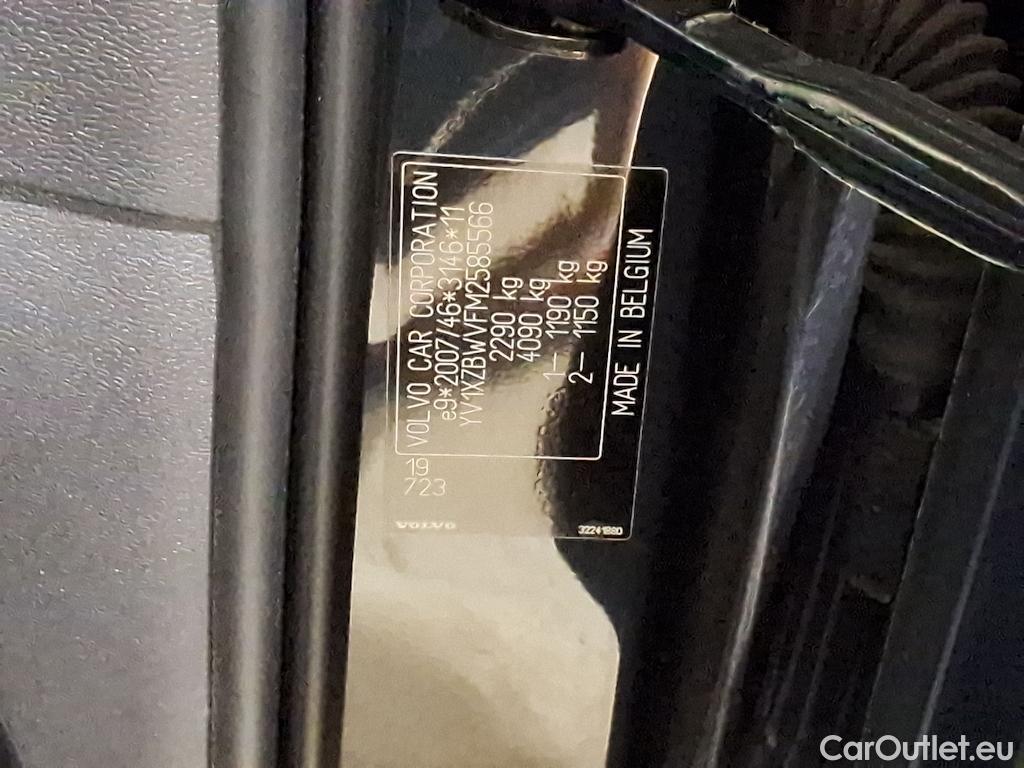 VOLVO CAR CORPORATION
e9*2007/46*3146*11
YV1XZBWVFM2585566
2290 kg
4090 kg
1– 1190 kg
2– 1150 kg
MADE IN BELGIUM
19
723
VOLVO
32241880
CarOutlet.eu